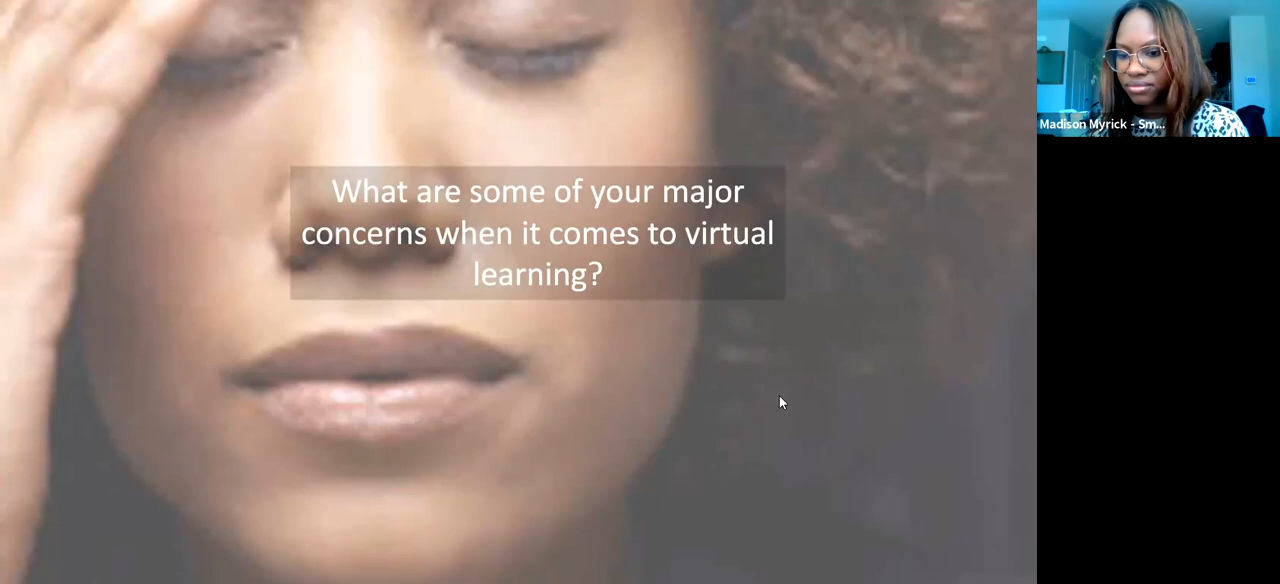 What are some of your major
concerns when it comes to virtual
learning?
Madison Myrick - Sm...